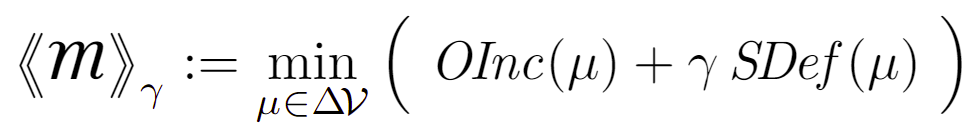 ⟪m⟫_γ := min_{μ∈Δ𝒱} ( OInc(μ) + γ SDef(μ) )